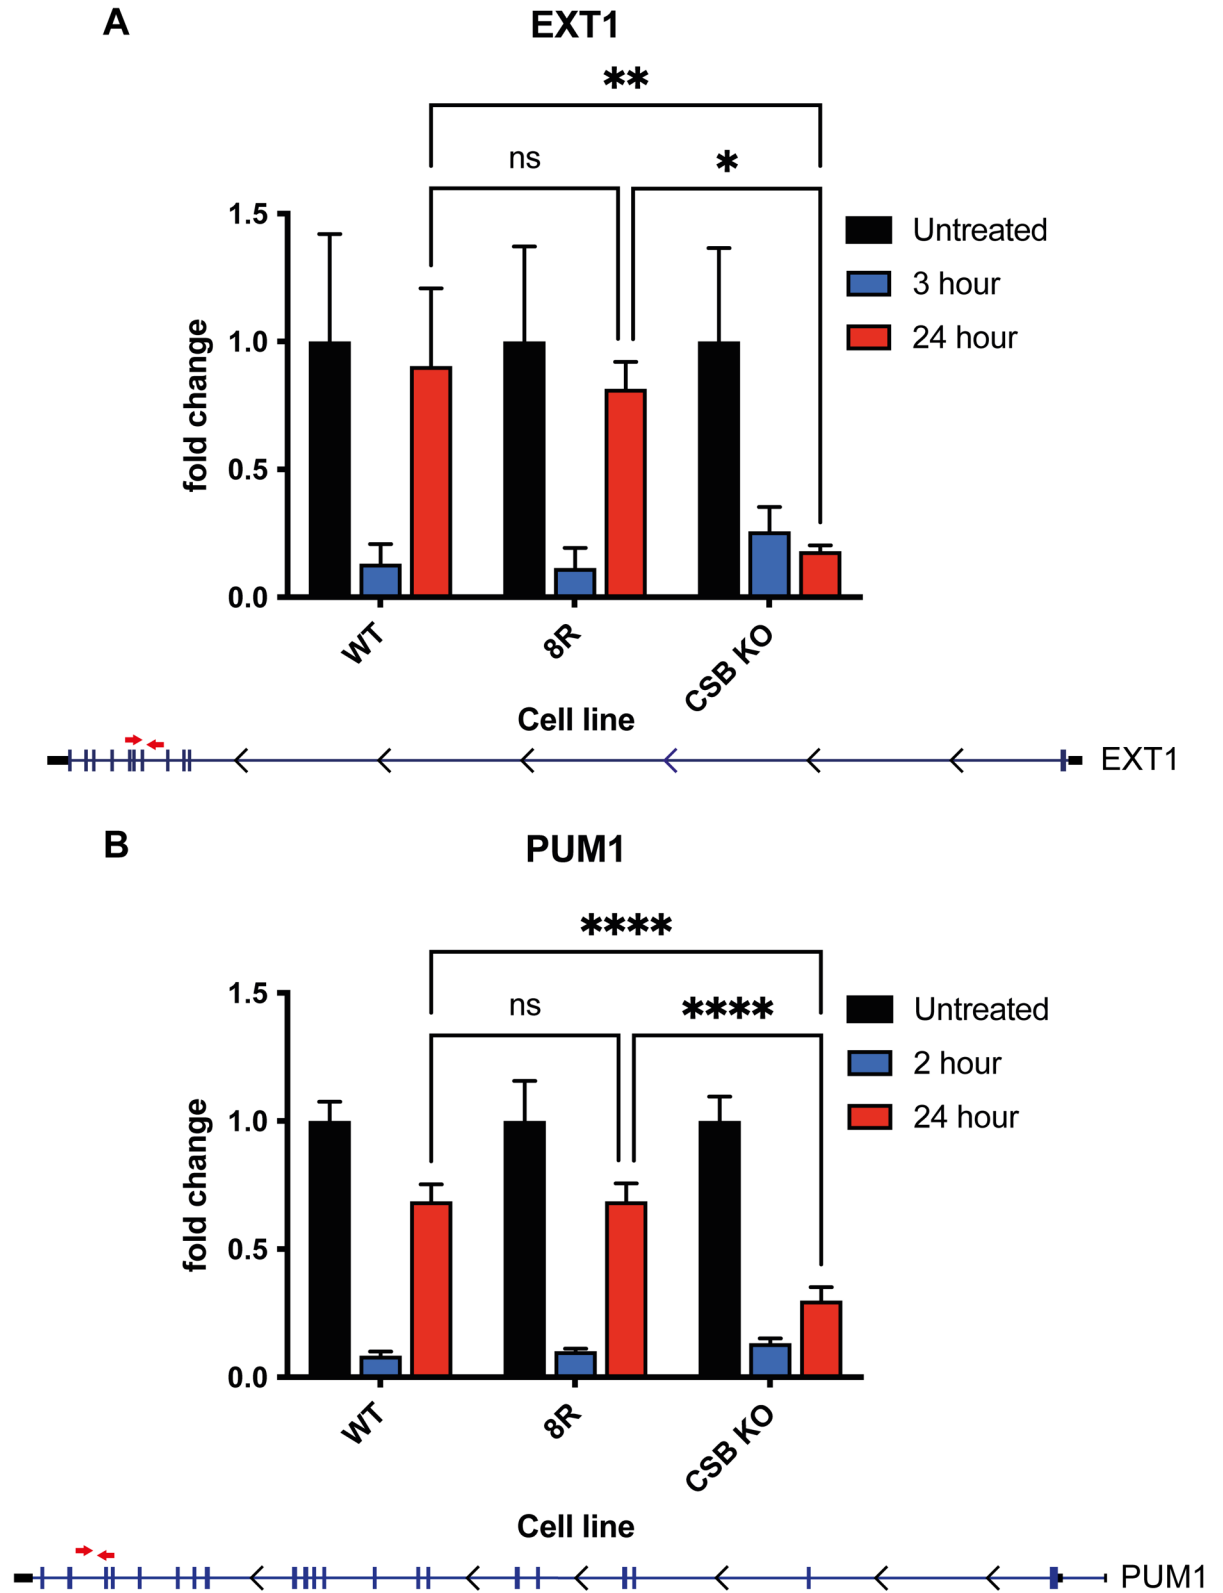 A
EXT1
**
ns
*
1.5
1.0
0.5
0.0
fold change
Untreated
3 hour
24 hour
WT
8R
CSB KO
Cell line
EXT1
B
PUM1
****
ns
****
1.5
1.0
0.5
0.0
fold change
Untreated
2 hour
24 hour
WT
8R
CSB KO
Cell line
PUM1